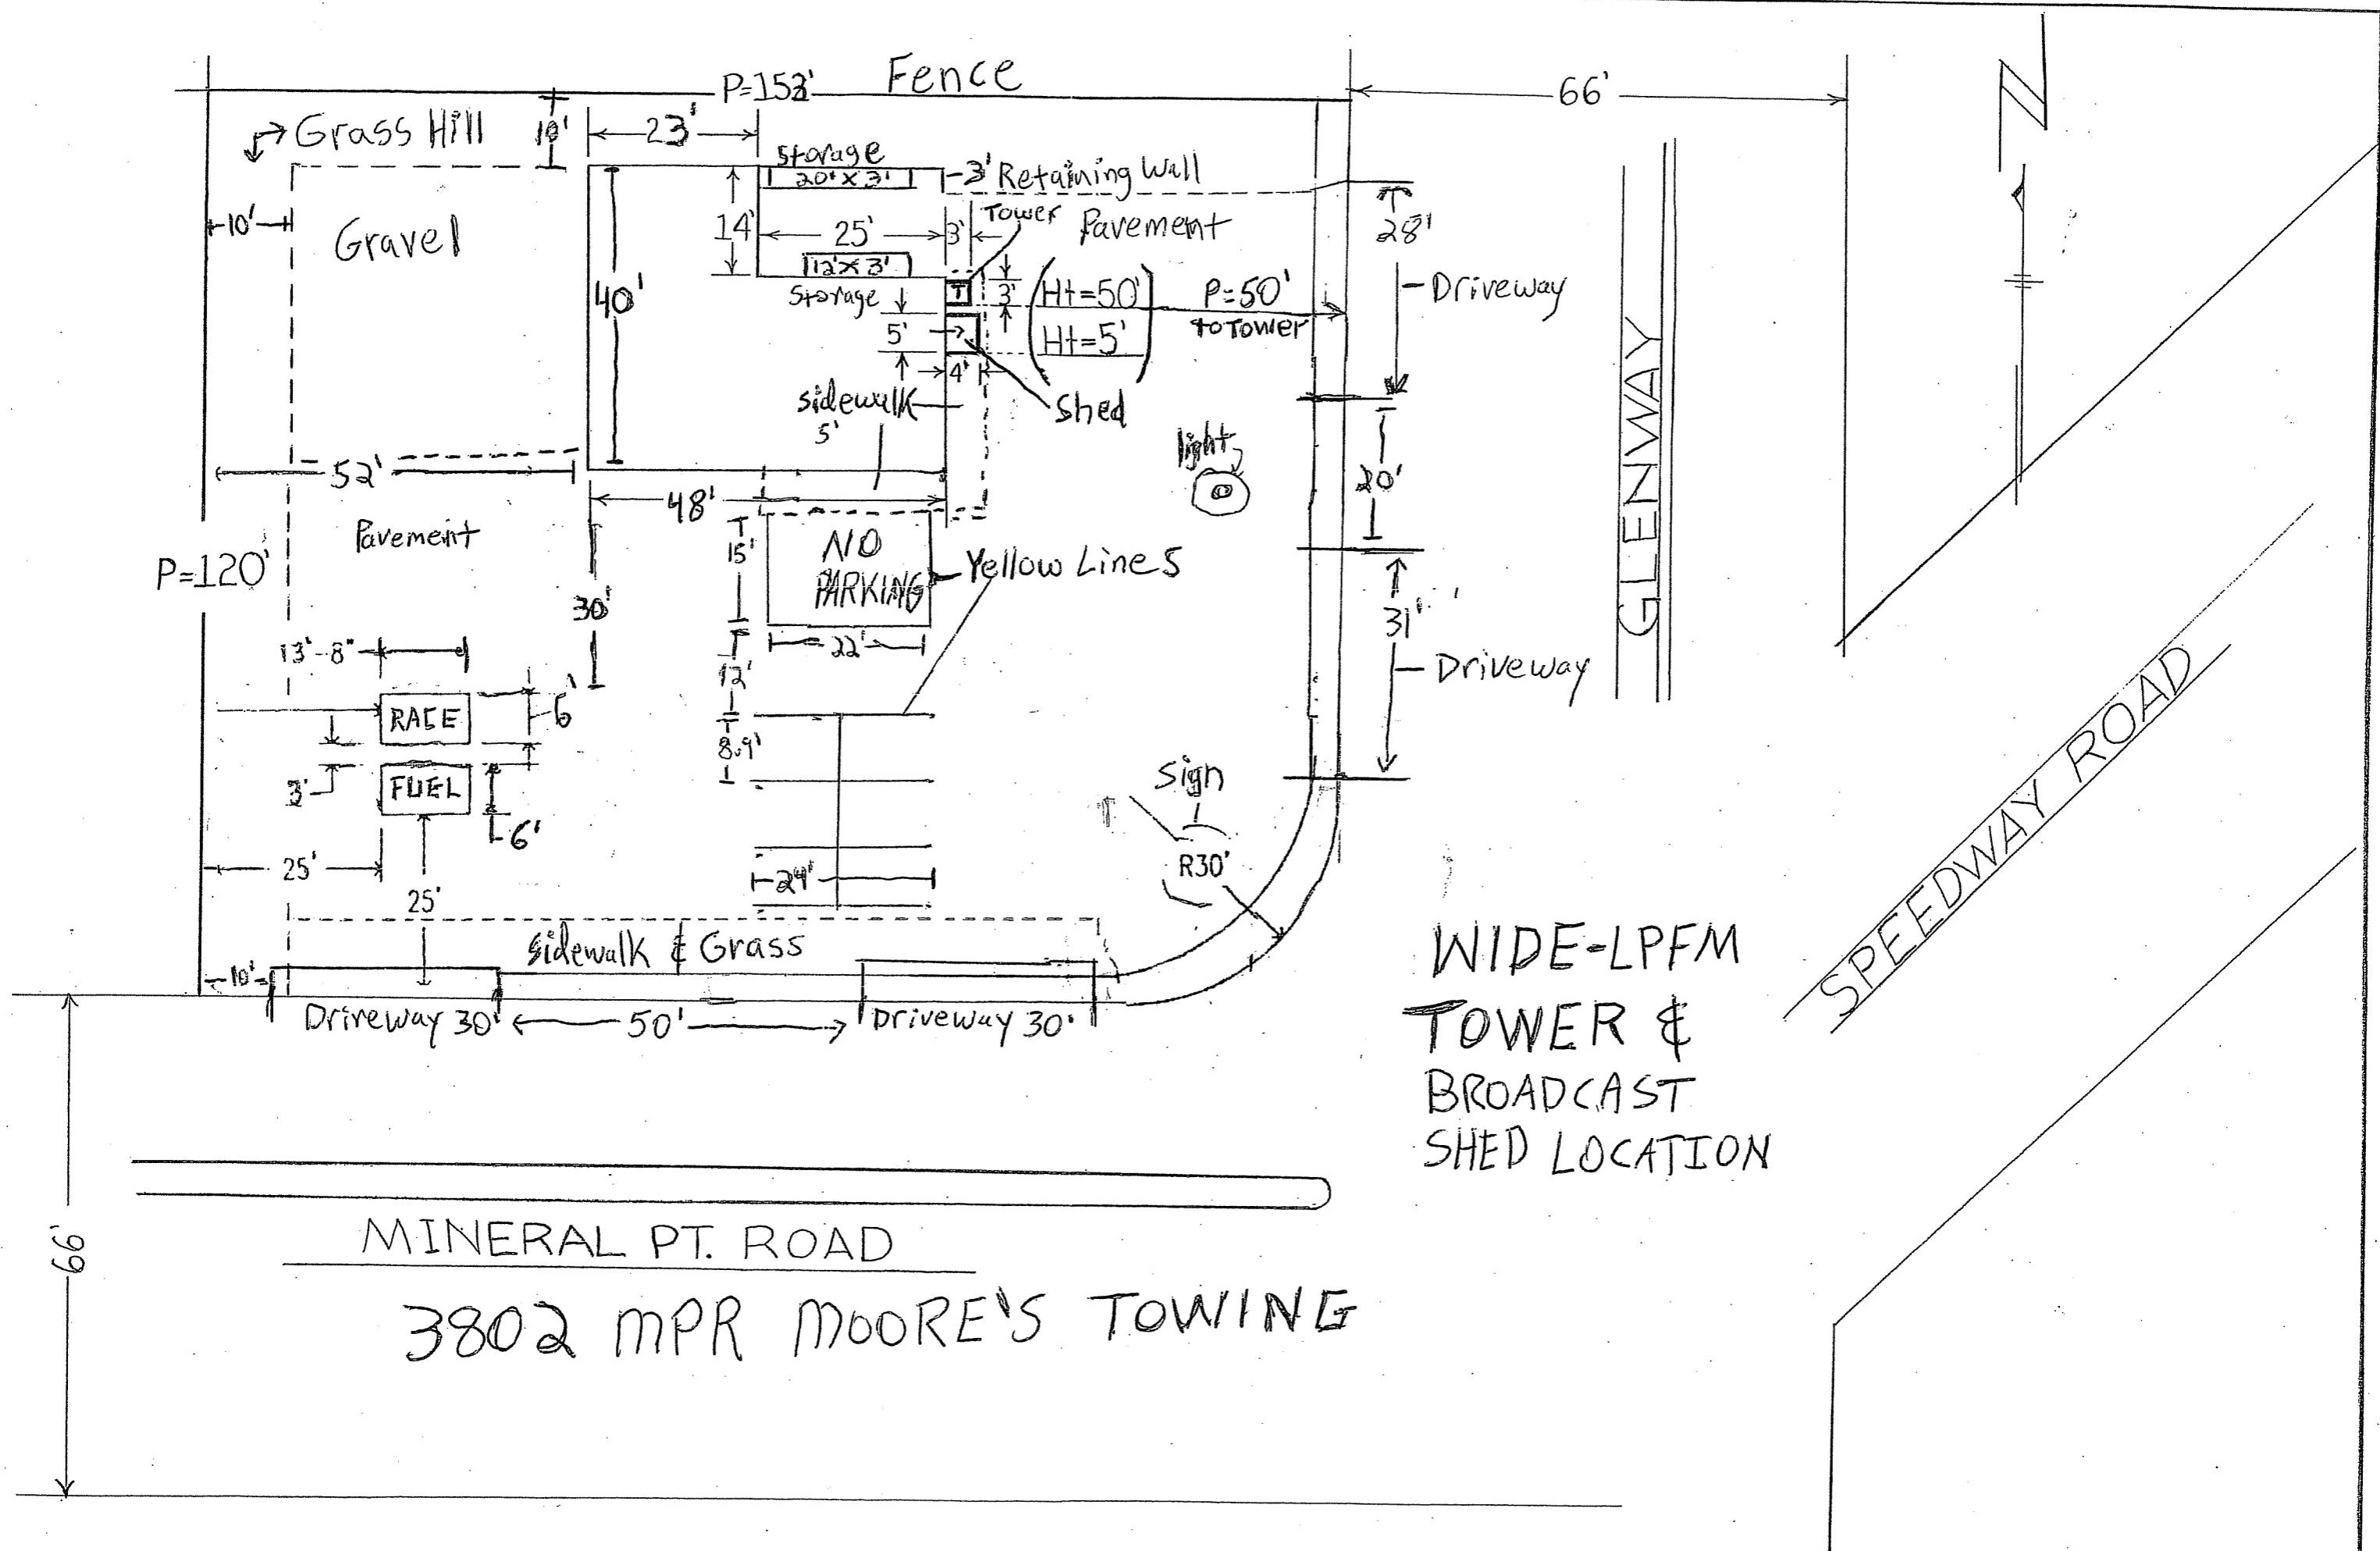 P=153' Fence
66'
Grass Hill 10' 23'
Storage
20' X 3' 3' Retaining Wall
10' Gravel 14' 25' 3' Tower Pavement 28'
12' X 3'
40' Storage T 3' (Ht=50') P=50' to Tower Driveway
5' (Ht=5')
4'
Sidewalk Shed
5'
light
52' 48' 20'
GLENWAY
Pavement 15' NO PARKING Yellow Lines
P=120' 30' 31'
13'-8" 22' Driveway
12'
RACE 6'
8.9'
3' FUEL 6' Sign
25' 24' R30'
25'
Sidewalk & Grass
10'
Driveway 30' 50' Driveway 30'
SPEEDWAY ROAD
WIDE-LPFM
TOWER &
BROADCAST
SHED LOCATION
66'
MINERAL PT. ROAD
3802 MPR MOORE'S TOWING
N